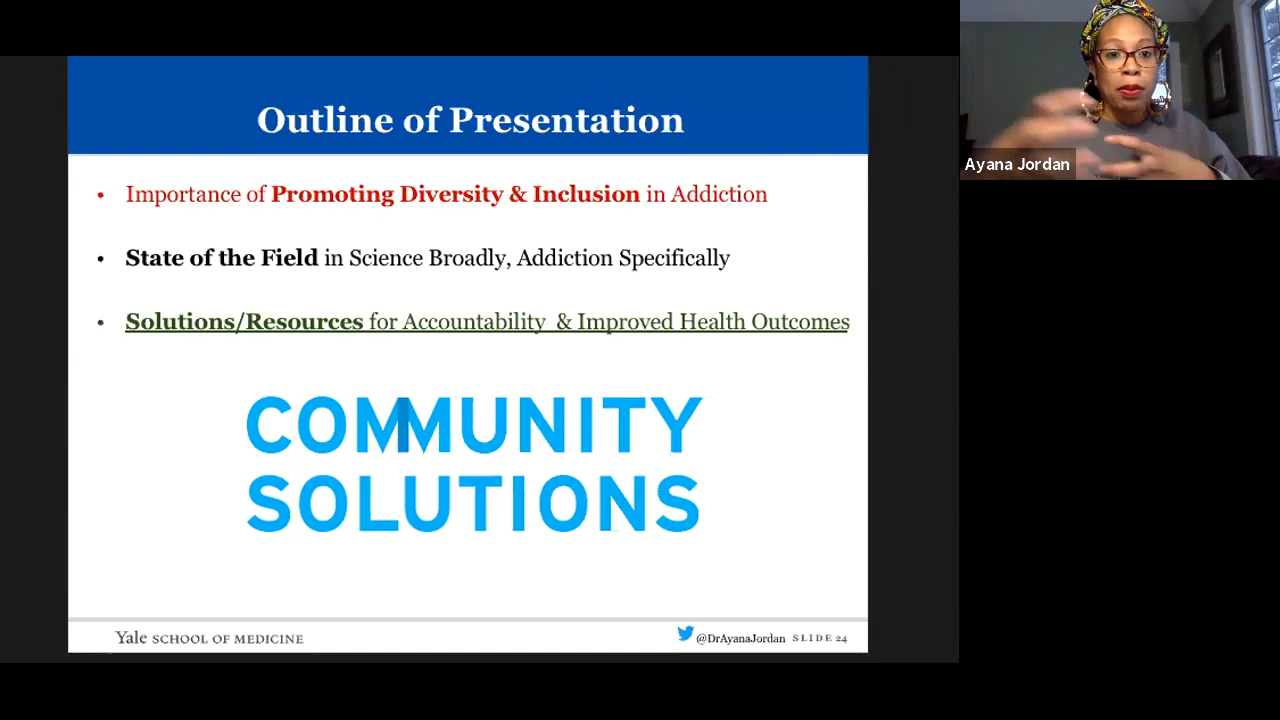 Outline of Presentation
• Importance of Promoting Diversity & Inclusion in Addiction
• State of the Field in Science Broadly, Addiction Specifically
• Solutions/Resources for Accountability & Improved Health Outcomes
COMMUNITY
SOLUTIONS
Yale SCHOOL OF MEDICINE
@DrAyanaJordan SLIDE 24
Ayana Jordan